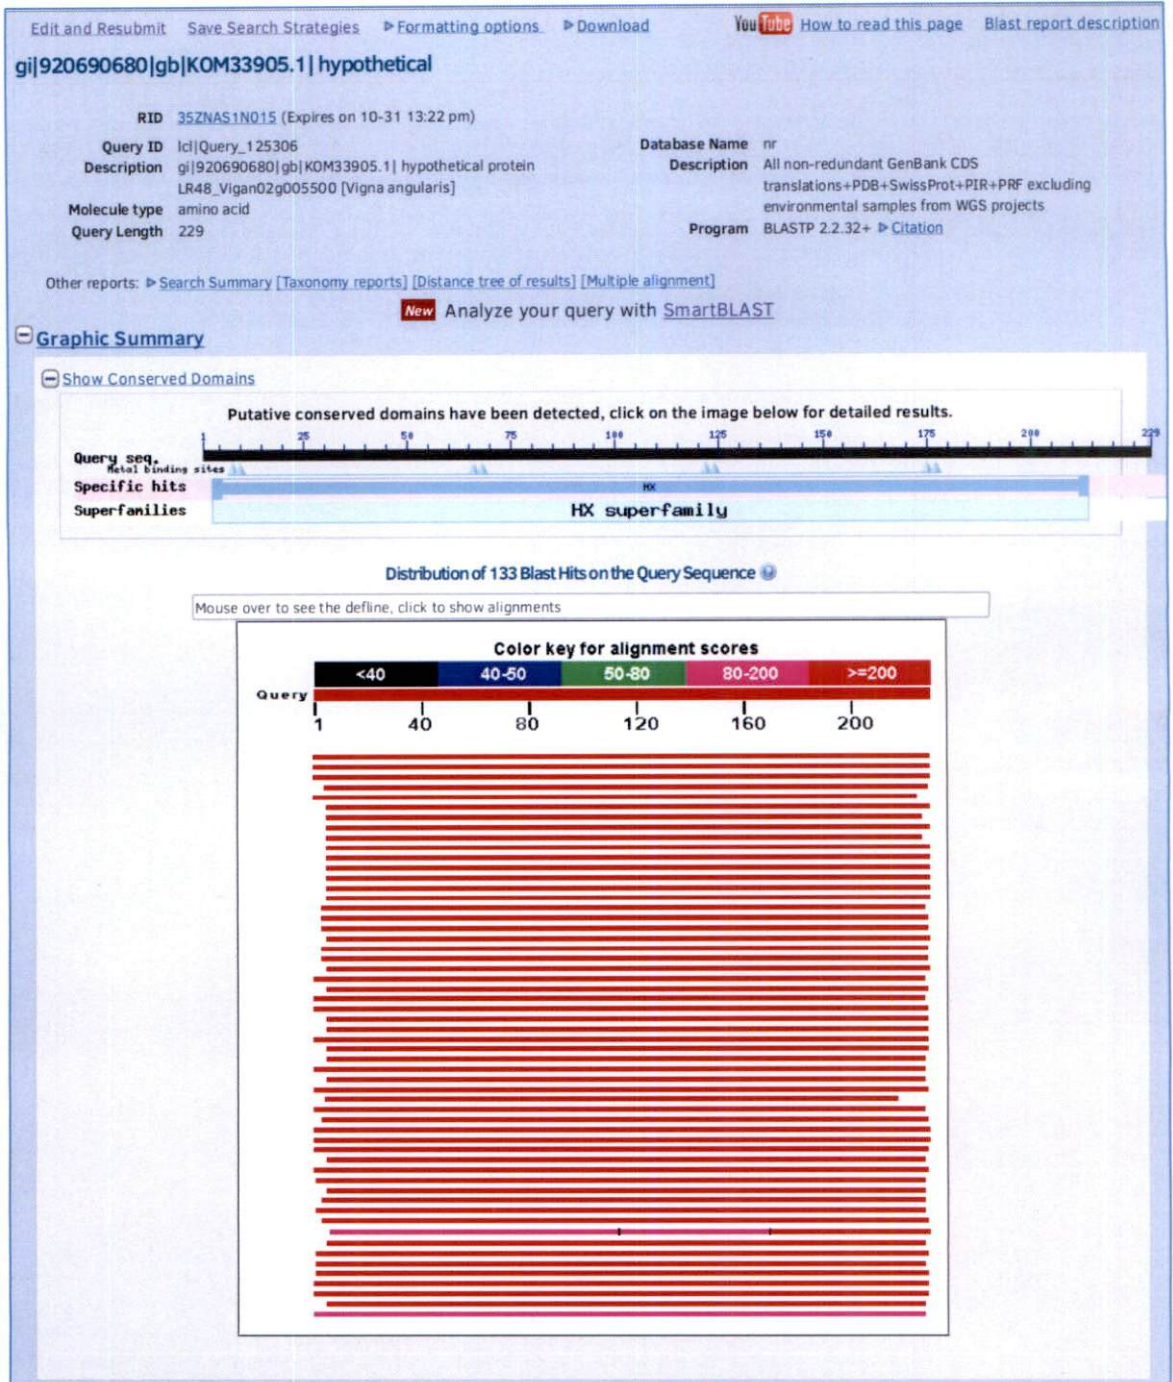 Edit and Resubmit Save Search Strategies Formatting options Download YouTube How to read this page Blast report description
gi|920690680|gb|KOM33905.1| hypothetical
RID 35ZNAS1N015 (Expires on 10-31 13:22 pm)
Query ID lcl|Query_125306
Description gi|920690680|gb|KOM33905.1| hypothetical protein
LR48_Vigan02g005500 [Vigna angularis]
Molecule type amino acid
Query Length 229
Database Name nr
Description All non-redundant GenBank CDS
translations+PDB+SwissProt+PIR+PRF excluding
environmental samples from WGS projects
Program BLASTP 2.2.32+ Citation
Other reports: Search Summary [Taxonomy reports] [Distance tree of results] [Multiple alignment]
New Analyze your query with SmartBLAST
Graphic Summary
Show Conserved Domains
Putative conserved domains have been detected, click on the image below for detailed results.
1 25 50 75 100 125 150 175 200 229
Query seq.
Metal binding sites
Specific hits HX
Superfamilies HX superfamily
Distribution of 133 Blast Hits on the Query Sequence
Mouse over to see the defline, click to show alignments
Color key for alignment scores
<40 40-50 50-80 80-200 >=200
Query
1 40 80 120 160 200